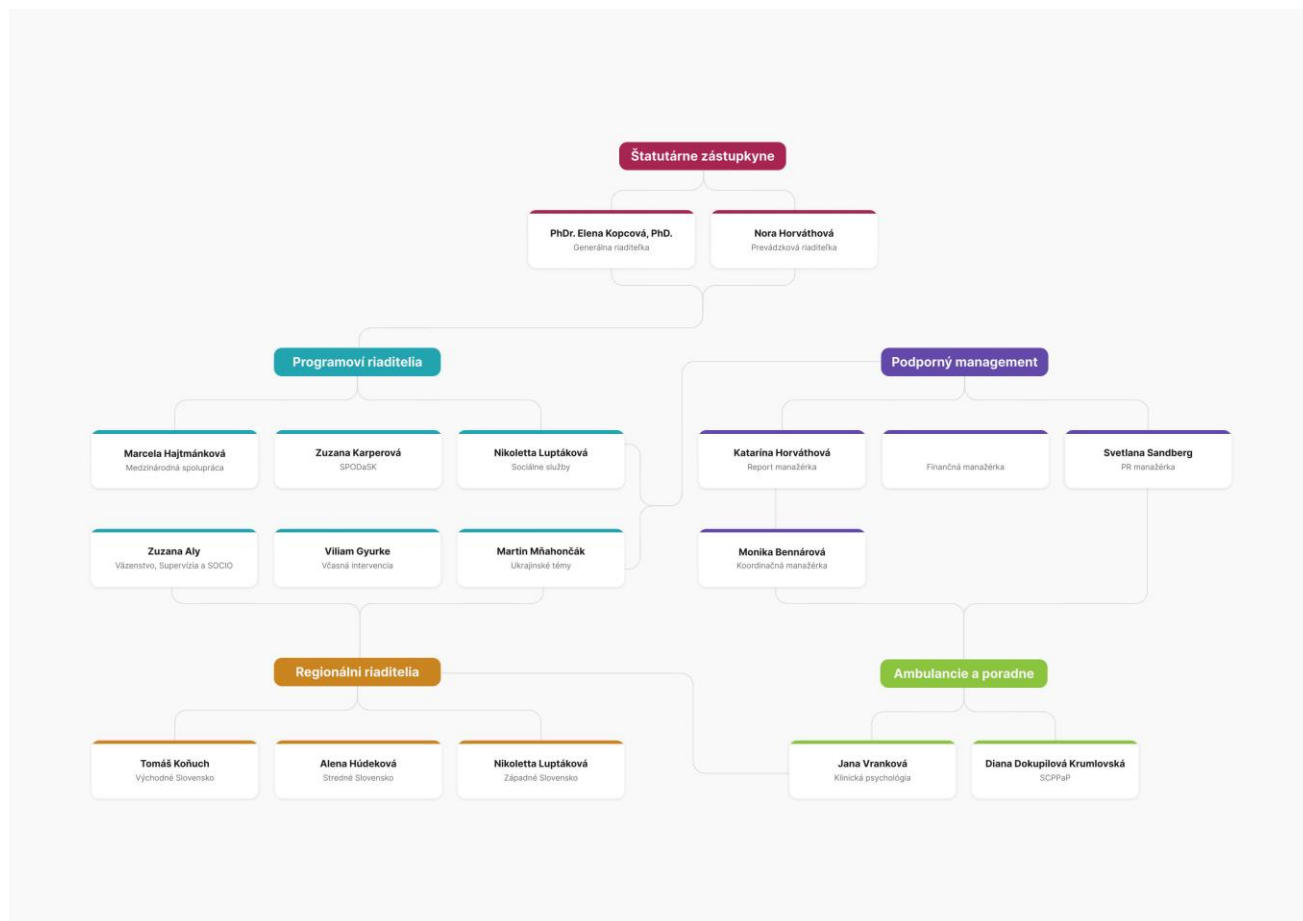 Štatutárne zástupkyne
PhDr. Elena Kopcová, PhD.
Generálna riaditeľka
Nora Horváthová
Prevádzková riaditeľka
Programoví riaditelia
Podporný management
Marcela Hajtmánková
Medzinárodná spolupráca
Zuzana Karperová
SPODaSK
Nikoletta Luptáková
Sociálne služby
Katarína Horváthová
Report manažérka
Finančná manažérka
Svetlana Sandberg
PR manažérka
Zuzana Aly
Väzenstvo, Supervízia a SOCIO
Viliam Gyurke
Včasná intervencia
Martin Mňahončák
Ukrajinské témy
Monika Bennárová
Koordinačná manažérka
Regionálni riaditelia
Ambulancie a poradne
Tomáš Koňuch
Východné Slovensko
Alena Húdeková
Stredné Slovensko
Nikoletta Luptáková
Západné Slovensko
Jana Vranková
Klinická psychológia
Diana Dokupilová Krumlovská
SCPPaP